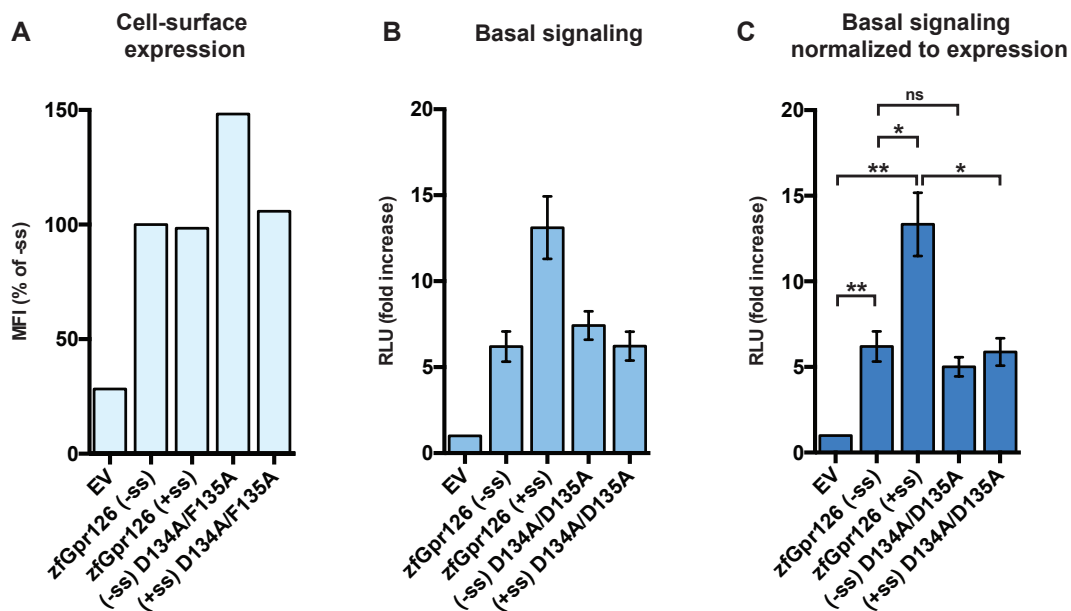 A
Cell-surface
expression
MFI (% of -ss)
150
100
50
0
EV
zfGpr126 (-ss)
zfGpr126 (+ss)
(-ss) D134A/F135A
(+ss) D134A/F135A
B
Basal signaling
RLU (fold increase)
20
15
10
5
0
EV
zfGpr126 (-ss)
zfGpr126 (+ss)
(-ss) D134A/D135A
(+ss) D134A/D135A
C
Basal signaling
normalized to expression
RLU (fold increase)
20
15
10
5
0
ns
*
**
*
**
EV
zfGpr126 (-ss)
zfGpr126 (+ss)
(-ss) D134A/D135A
(+ss) D134A/D135A